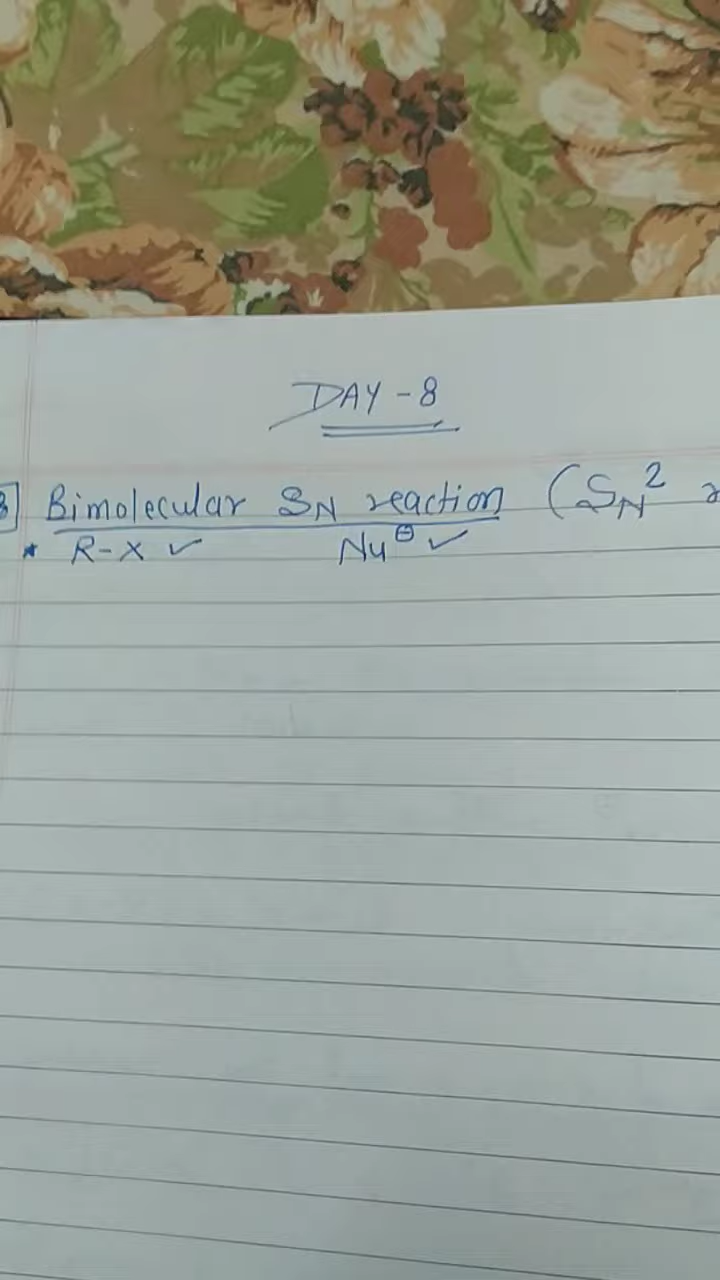 DAY - 8
Bimolecular SN reaction (SN2
* R-X ✓ Nu⊖ ✓